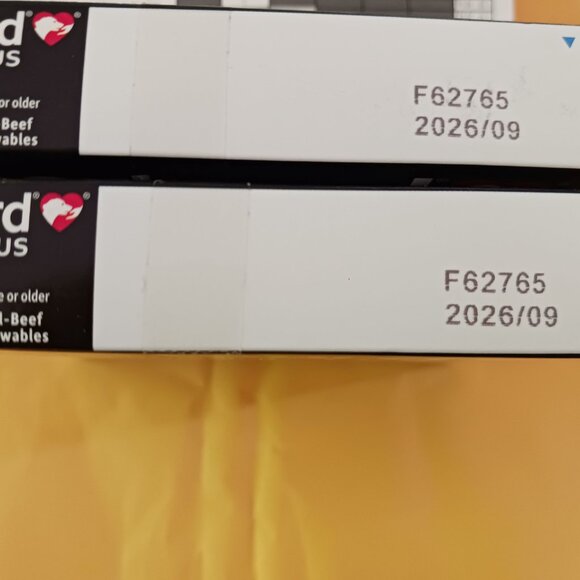 rd®
US
or older
-Beef
wables
F62765
2026/09
rd®
US
e or older
l-Beef
wables
F62765
2026/09